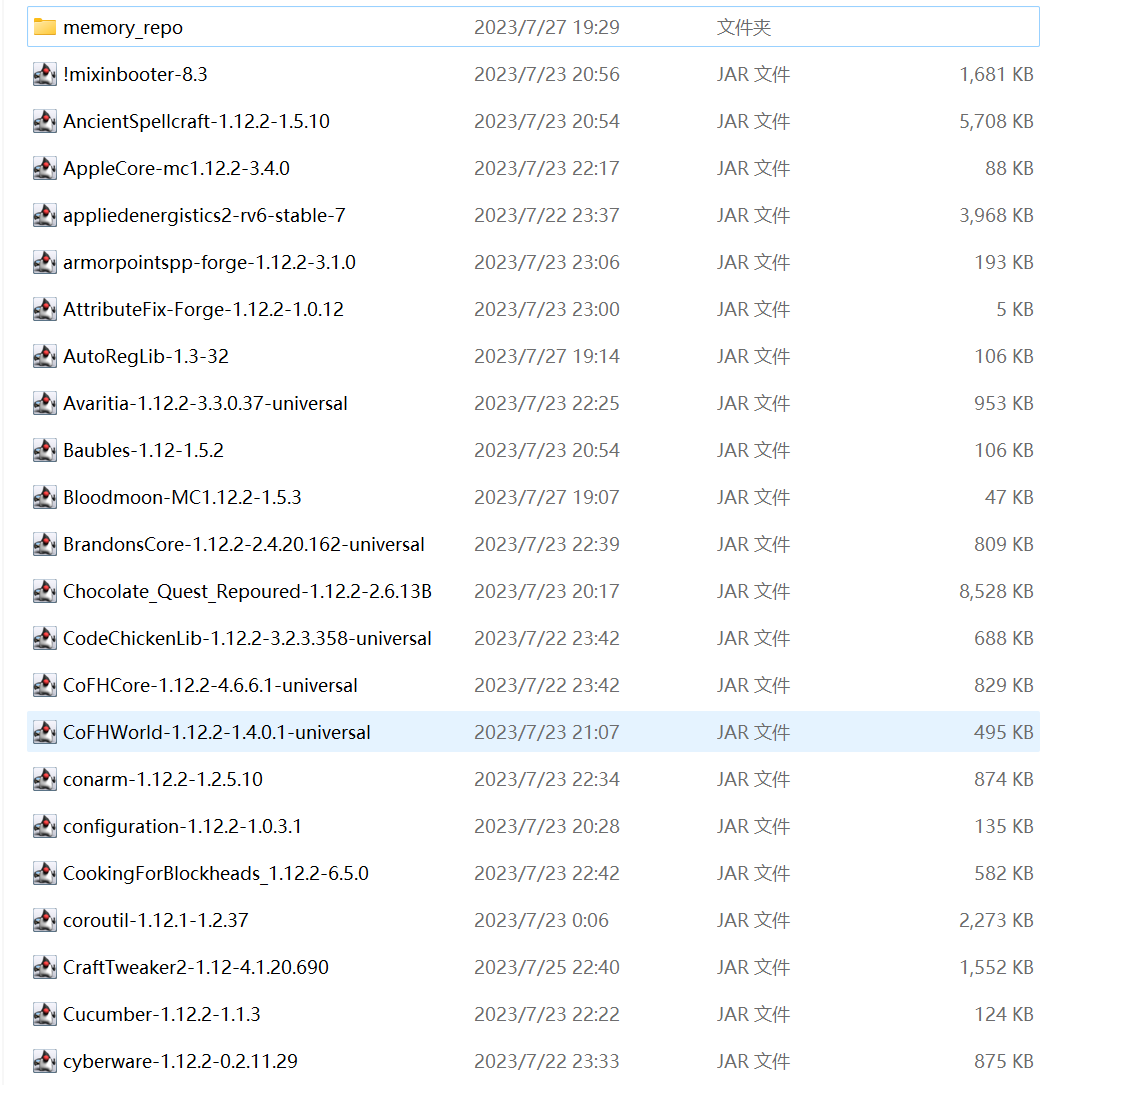 memory_repo 2023/7/27 19:29 文件夹
!mixinbooter-8.3 2023/7/23 20:56 JAR 文件 1,681 KB
AncientSpellcraft-1.12.2-1.5.10 2023/7/23 20:54 JAR 文件 5,708 KB
AppleCore-mc1.12.2-3.4.0 2023/7/23 22:17 JAR 文件 88 KB
appliedenergistics2-rv6-stable-7 2023/7/22 23:37 JAR 文件 3,968 KB
armorpointspp-forge-1.12.2-3.1.0 2023/7/23 23:06 JAR 文件 193 KB
AttributeFix-Forge-1.12.2-1.0.12 2023/7/23 23:00 JAR 文件 5 KB
AutoRegLib-1.3-32 2023/7/27 19:14 JAR 文件 106 KB
Avaritia-1.12.2-3.3.0.37-universal 2023/7/23 22:25 JAR 文件 953 KB
Baubles-1.12-1.5.2 2023/7/23 20:54 JAR 文件 106 KB
Bloodmoon-MC1.12.2-1.5.3 2023/7/27 19:07 JAR 文件 47 KB
BrandonsCore-1.12.2-2.4.20.162-universal 2023/7/23 22:39 JAR 文件 809 KB
Chocolate_Quest_Repoured-1.12.2-2.6.13B 2023/7/23 20:17 JAR 文件 8,528 KB
CodeChickenLib-1.12.2-3.2.3.358-universal 2023/7/22 23:42 JAR 文件 688 KB
CoFHCore-1.12.2-4.6.6.1-universal 2023/7/22 23:42 JAR 文件 829 KB
CoFHWorld-1.12.2-1.4.0.1-universal 2023/7/23 21:07 JAR 文件 495 KB
conarm-1.12.2-1.2.5.10 2023/7/23 22:34 JAR 文件 874 KB
configuration-1.12.2-1.0.3.1 2023/7/23 20:28 JAR 文件 135 KB
CookingForBlockheads_1.12.2-6.5.0 2023/7/23 22:42 JAR 文件 582 KB
coroutil-1.12.1-1.2.37 2023/7/23 0:06 JAR 文件 2,273 KB
CraftTweaker2-1.12-4.1.20.690 2023/7/25 22:40 JAR 文件 1,552 KB
Cucumber-1.12.2-1.1.3 2023/7/23 22:22 JAR 文件 124 KB
cyberware-1.12.2-0.2.11.29 2023/7/22 23:33 JAR 文件 875 KB